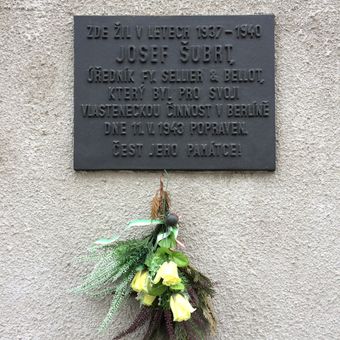 ZDE ŽIL V LETECH 1937-1940
JOSEF ŠUBRT,
ÚŘEDNÍK FY. SELLIER & BELLOT,
KTERÝ BYL PRO SVOJI
VLASTENECKOU ČINNOST V BERLÍNĚ
DNE 11. V. 1943 POPRAVEN.
ČEST JEHO PAMÁTCE!